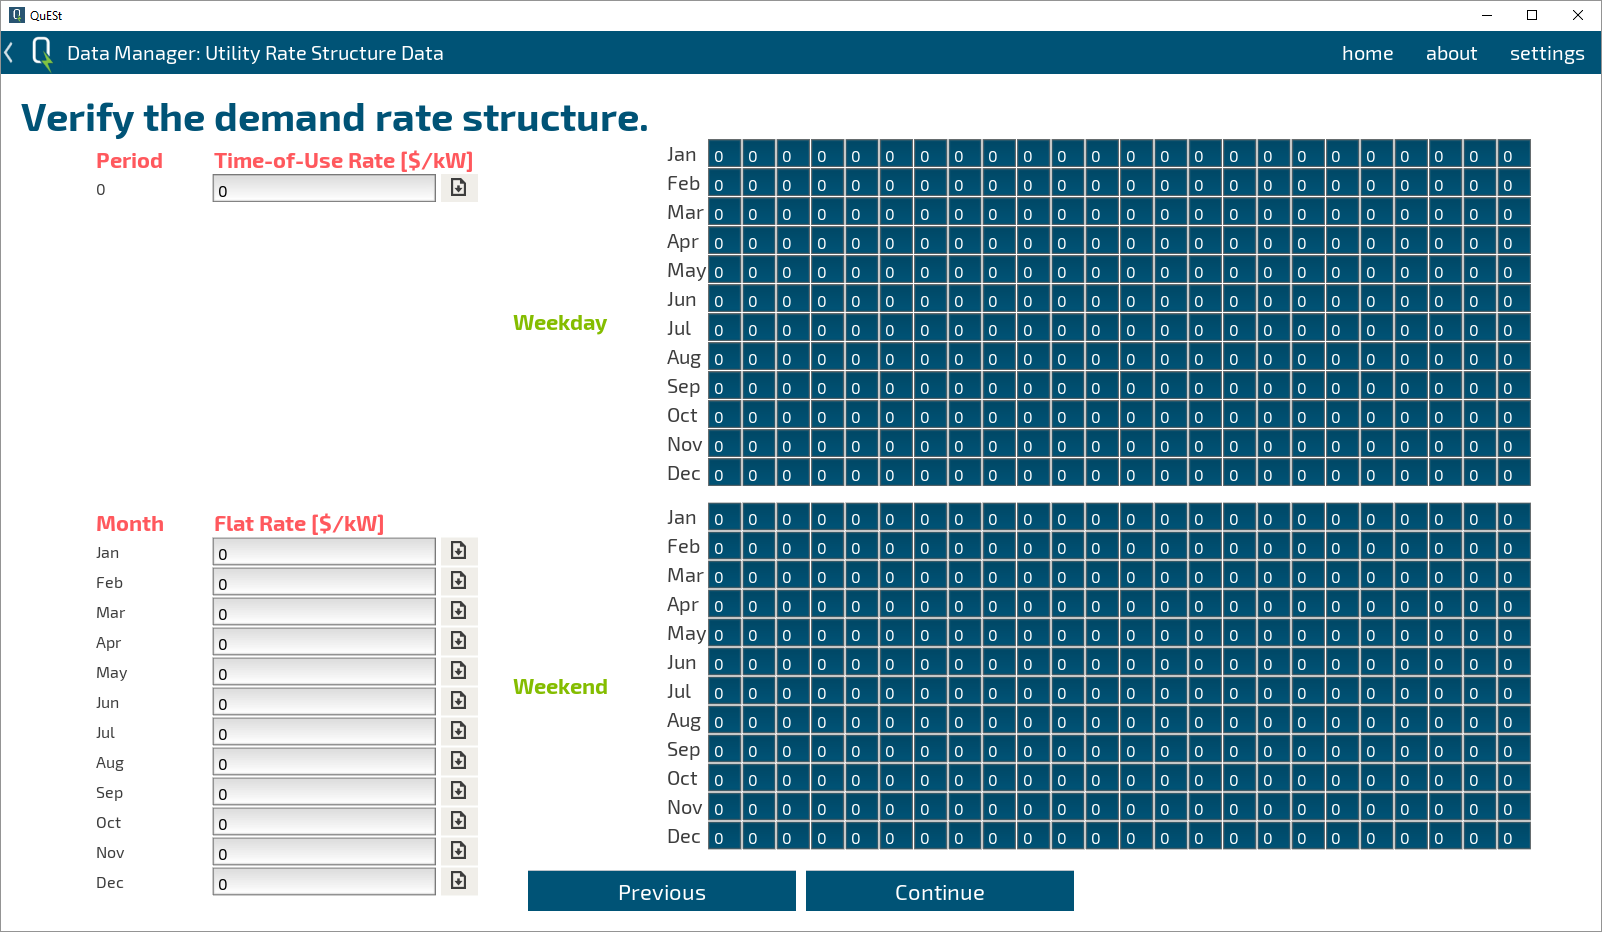 QuESt
Data Manager: Utility Rate Structure Data
home about settings
Verify the demand rate structure.
Period Time-of-Use Rate [$/kW]
0 0
Weekday
Jan 0 0 0 0 0 0 0 0 0 0 0 0 0 0 0 0 0 0 0 0 0 0 0 0
Feb 0 0 0 0 0 0 0 0 0 0 0 0 0 0 0 0 0 0 0 0 0 0 0 0
Mar 0 0 0 0 0 0 0 0 0 0 0 0 0 0 0 0 0 0 0 0 0 0 0 0
Apr 0 0 0 0 0 0 0 0 0 0 0 0 0 0 0 0 0 0 0 0 0 0 0 0
May 0 0 0 0 0 0 0 0 0 0 0 0 0 0 0 0 0 0 0 0 0 0 0 0
Jun 0 0 0 0 0 0 0 0 0 0 0 0 0 0 0 0 0 0 0 0 0 0 0 0
Jul 0 0 0 0 0 0 0 0 0 0 0 0 0 0 0 0 0 0 0 0 0 0 0 0
Aug 0 0 0 0 0 0 0 0 0 0 0 0 0 0 0 0 0 0 0 0 0 0 0 0
Sep 0 0 0 0 0 0 0 0 0 0 0 0 0 0 0 0 0 0 0 0 0 0 0 0
Oct 0 0 0 0 0 0 0 0 0 0 0 0 0 0 0 0 0 0 0 0 0 0 0 0
Nov 0 0 0 0 0 0 0 0 0 0 0 0 0 0 0 0 0 0 0 0 0 0 0 0
Dec 0 0 0 0 0 0 0 0 0 0 0 0 0 0 0 0 0 0 0 0 0 0 0 0
Month Flat Rate [$/kW]
Jan 0
Feb 0
Mar 0
Apr 0
May 0
Jun 0
Jul 0
Aug 0
Sep 0
Oct 0
Nov 0
Dec 0
Weekend
Jan 0 0 0 0 0 0 0 0 0 0 0 0 0 0 0 0 0 0 0 0 0 0 0 0
Feb 0 0 0 0 0 0 0 0 0 0 0 0 0 0 0 0 0 0 0 0 0 0 0 0
Mar 0 0 0 0 0 0 0 0 0 0 0 0 0 0 0 0 0 0 0 0 0 0 0 0
Apr 0 0 0 0 0 0 0 0 0 0 0 0 0 0 0 0 0 0 0 0 0 0 0 0
May 0 0 0 0 0 0 0 0 0 0 0 0 0 0 0 0 0 0 0 0 0 0 0 0
Jun 0 0 0 0 0 0 0 0 0 0 0 0 0 0 0 0 0 0 0 0 0 0 0 0
Jul 0 0 0 0 0 0 0 0 0 0 0 0 0 0 0 0 0 0 0 0 0 0 0 0
Aug 0 0 0 0 0 0 0 0 0 0 0 0 0 0 0 0 0 0 0 0 0 0 0 0
Sep 0 0 0 0 0 0 0 0 0 0 0 0 0 0 0 0 0 0 0 0 0 0 0 0
Oct 0 0 0 0 0 0 0 0 0 0 0 0 0 0 0 0 0 0 0 0 0 0 0 0
Nov 0 0 0 0 0 0 0 0 0 0 0 0 0 0 0 0 0 0 0 0 0 0 0 0
Dec 0 0 0 0 0 0 0 0 0 0 0 0 0 0 0 0 0 0 0 0 0 0 0 0
Previous Continue